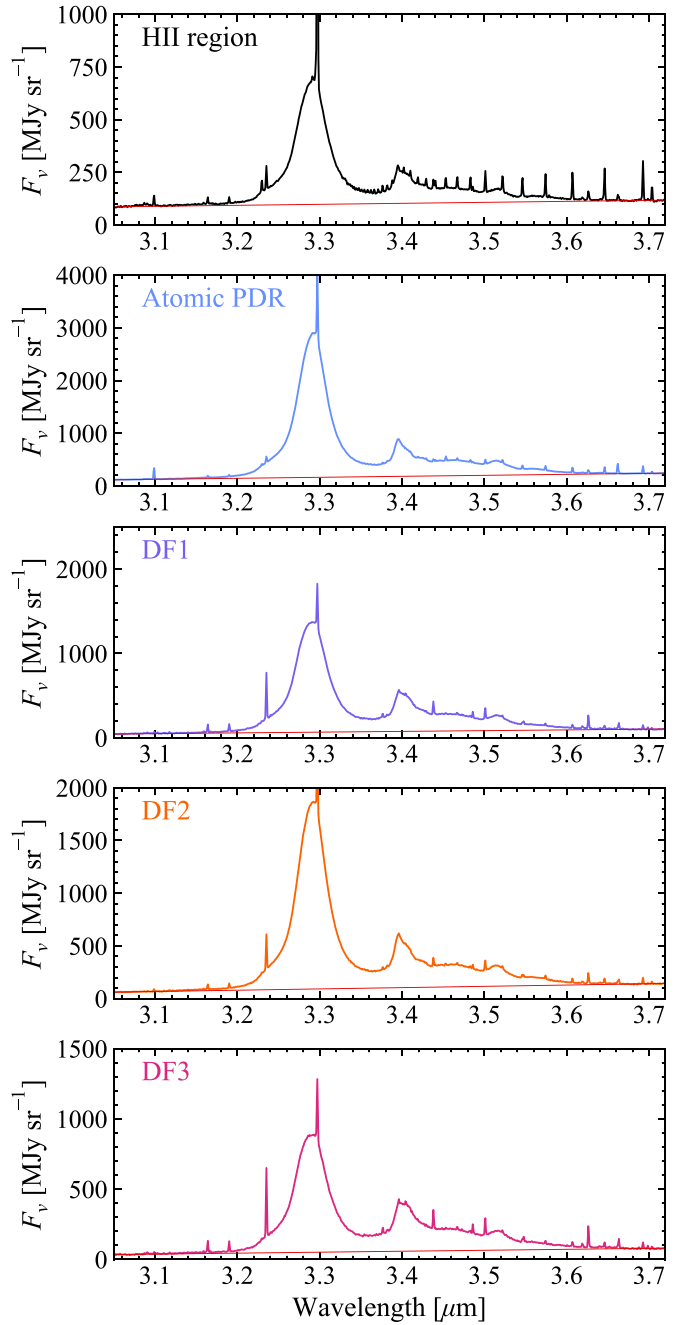 HII region
F_ν [MJy sr⁻¹]
1000
750
500
250
0
3.1 3.2 3.3 3.4 3.5 3.6 3.7
Atomic PDR
F_ν [MJy sr⁻¹]
4000
3000
2000
1000
0
3.1 3.2 3.3 3.4 3.5 3.6 3.7
DF1
F_ν [MJy sr⁻¹]
2000
1000
0
3.1 3.2 3.3 3.4 3.5 3.6 3.7
DF2
F_ν [MJy sr⁻¹]
2000
1500
1000
500
0
3.1 3.2 3.3 3.4 3.5 3.6 3.7
DF3
F_ν [MJy sr⁻¹]
1500
1000
500
0
3.1 3.2 3.3 3.4 3.5 3.6 3.7
Wavelength [μm]